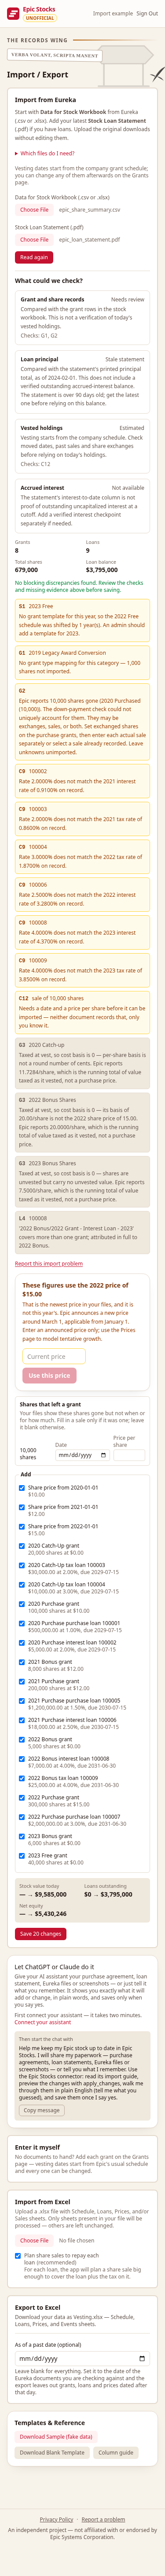 Epic Stocks
UNOFFICIAL
Import example
Sign Out
THE RECORDS WING
VERBA VOLANT, SCRIPTA MANENT
Import / Export
Import from Eureka
Start with Data for Stock Workbook from Eureka
(.csv or .xlsx). Add your latest Stock Loan Statement
(.pdf) if you have loans. Upload the original downloads
without editing them.
Which files do I need?
Vesting dates start from the company grant schedule;
you can change any of them afterwards on the Grants
page.
Data for Stock Workbook (.csv or .xlsx)
Choose File
epic_share_summary.csv
Stock Loan Statement (.pdf)
Choose File
epic_loan_statement.pdf
Read again
What could we check?
Grant and share records
Needs review
Compared with the grant rows in the stock
workbook. This is not a verification of today's
vested holdings.
Checks: G1, G2
Loan principal
Stale statement
Compared with the statement's printed principal
total, as of 2024-02-01. This does not include a
verified accrued-interest balance.
The statement is over 90 days old; get the latest
one before relying on this balance.
Vested holdings
Estimated
Vesting starts from the company schedule. Check
moved dates, past sales and share exchanges
before relying on today's holdings.
Checks: C12
Accrued interest
Not available
The statement's interest-to-date column is not
proof of outstanding uncapitalized interest at a
cutoff. Add a verified interest checkpoint
separately if needed.
Grants
8
Loans
9
Total shares
679,000
Loan balance
$3,795,000
No blocking discrepancies found. Review the checks
and missing evidence above before saving.
S1 2023 Free
No grant template for this year, so the 2022 Free
schedule was shifted by 1 year(s). An admin should
add a template for 2023.
G1 2019 Legacy Award Conversion
No grant type mapping for this category — 1,000
shares not imported.
G2
Epic reports 10,000 shares gone (2020 Purchased
(10,000)). The down-payment check could not
uniquely account for them. They may be
exchanges, sales, or both. Set exchanged shares
on the purchase grants, then enter each actual sale
separately or select a sale already recorded. Leave
unknowns unimported.
C9 100002
Rate 2.0000% does not match the 2021 interest
rate of 0.9100% on record.
C9 100003
Rate 2.0000% does not match the 2021 tax rate of
0.8600% on record.
C9 100004
Rate 3.0000% does not match the 2022 tax rate of
1.8700% on record.
C9 100006
Rate 2.5000% does not match the 2022 interest
rate of 3.2800% on record.
C9 100008
Rate 4.0000% does not match the 2023 interest
rate of 4.3700% on record.
C9 100009
Rate 4.0000% does not match the 2023 tax rate of
3.6500% on record.
C12 sale of 10,000 shares
Needs a date and a price per share before it can be
imported — neither document records that, only
you know it.
G3 2020 Catch-up
Taxed at vest, so cost basis is 0 — per-share basis is
not a round number of cents. Epic reports
11.7284/share, which is the running total of value
taxed as it vested, not a purchase price.
G3 2022 Bonus Shares
Taxed at vest, so cost basis is 0 — its basis of
20.00/share is not the 2022 share price of 15.00.
Epic reports 20.0000/share, which is the running
total of value taxed as it vested, not a purchase
price.
G3 2023 Bonus Shares
Taxed at vest, so cost basis is 0 — shares are
unvested but carry no unvested value. Epic reports
7.5000/share, which is the running total of value
taxed as it vested, not a purchase price.
L4 100008
'2022 Bonus/2022 Grant - Interest Loan - 2023'
covers more than one grant; attributed in full to
2022 Bonus.
Report this import problem
These figures use the 2022 price of
$15.00
That is the newest price in your files, and it is
not this year's. Epic announces a new price
around March 1, applicable from January 1.
Enter an announced price only; use the Prices
page to model tentative growth.
Current price
Use this price
Shares that left a grant
Your files show these shares gone but not when or
for how much. Fill in a sale only if it was one; leave
it blank otherwise.
10,000
shares
Date
mm/dd/yyyy
Price per
share
Add
Share price from 2020-01-01
$10.00
Share price from 2021-01-01
$12.00
Share price from 2022-01-01
$15.00
2020 Catch-Up grant
20,000 shares at $0.00
2020 Catch-Up tax loan 100003
$30,000.00 at 2.00%, due 2029-07-15
2020 Catch-Up tax loan 100004
$10,000.00 at 3.00%, due 2029-07-15
2020 Purchase grant
100,000 shares at $10.00
2020 Purchase purchase loan 100001
$500,000.00 at 1.00%, due 2029-07-15
2020 Purchase interest loan 100002
$5,000.00 at 2.00%, due 2029-07-15
2021 Bonus grant
8,000 shares at $12.00
2021 Purchase grant
200,000 shares at $12.00
2021 Purchase purchase loan 100005
$1,200,000.00 at 1.50%, due 2030-07-15
2021 Purchase interest loan 100006
$18,000.00 at 2.50%, due 2030-07-15
2022 Bonus grant
5,000 shares at $0.00
2022 Bonus interest loan 100008
$7,000.00 at 4.00%, due 2031-06-30
2022 Bonus tax loan 100009
$25,000.00 at 4.00%, due 2031-06-30
2022 Purchase grant
300,000 shares at $15.00
2022 Purchase purchase loan 100007
$2,000,000.00 at 3.00%, due 2031-06-30
2023 Bonus grant
6,000 shares at $0.00
2023 Free grant
40,000 shares at $0.00
Stock value today
— → $9,585,000
Loans outstanding
$0 → $3,795,000
Net equity
— → $5,430,246
Save 20 changes
Let ChatGPT or Claude do it
Give your AI assistant your purchase agreement, loan
statement, Eureka files or screenshots — or just tell it
what you remember. It shows you exactly what it will
add or change, in plain words, and saves only when
you say yes.
First connect your assistant — it takes two minutes.
Connect your assistant
Then start the chat with
Help me keep my Epic stock up to date in Epic
Stocks. I will share my paperwork — purchase
agreements, loan statements, Eureka files or
screenshots — or tell you what I remember. Use
the Epic Stocks connector: read its import guide,
preview the changes with apply_changes, walk me
through them in plain English (tell me what you
guessed), and save them once I say yes.
Copy message
Enter it myself
No documents to hand? Add each grant on the Grants
page - vesting dates start from Epic's usual schedule
and every one can be changed.
Import from Excel
Upload a .xlsx file with Schedule, Loans, Prices, and/or
Sales sheets. Only sheets present in your file will be
processed — others are left unchanged.
Choose File
No file chosen
Plan share sales to repay each
loan (recommended)
For each loan, the app will plan a share sale big
enough to cover the loan plus the tax on it.
Export to Excel
Download your data as Vesting.xlsx — Schedule,
Loans, Prices, and Events sheets.
As of a past date (optional)
mm/dd/yyyy
Leave blank for everything. Set it to the date of the
Eureka documents you are checking against and the
export leaves out grants, loans and prices dated after
that day.
Templates & Reference
Download Sample (fake data)
Download Blank Template
Column guide
Privacy Policy · Report a problem
An independent project — not affiliated with or endorsed by
Epic Systems Corporation.